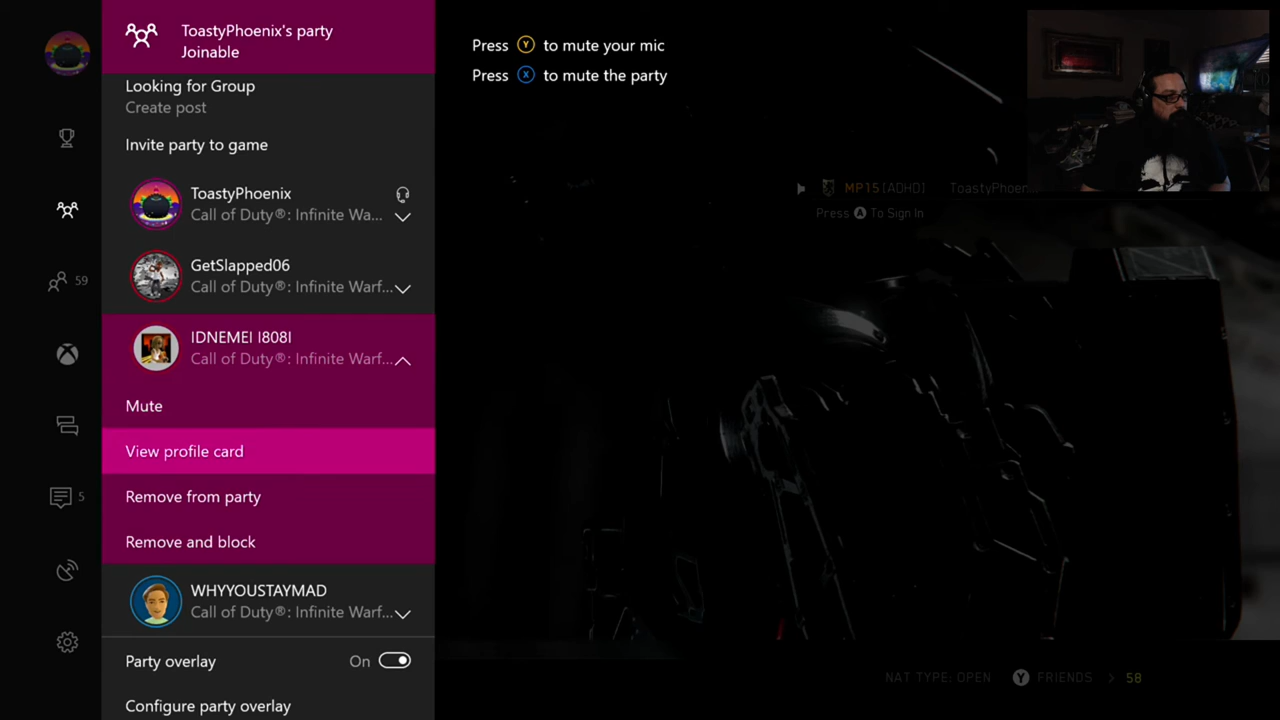 ToastyPhoenix's party
Joinable
Looking for Group
Create post
Invite party to game
ToastyPhoenix
Call of Duty®: Infinite Wa...
GetSlapped06
Call of Duty®: Infinite Warf...
IDNEMEI I808I
Call of Duty®: Infinite Warf...
Mute
View profile card
Remove from party
Remove and block
WHYYOUSTAYMAD
Call of Duty®: Infinite Warf...
Party overlay On
Configure party overlay
59
5
Press Y to mute your mic
Press X to mute the party
MP15 [ADHD] ToastyPhoen...
Press A To Sign In
NAT TYPE: OPEN Y FRIENDS > 58